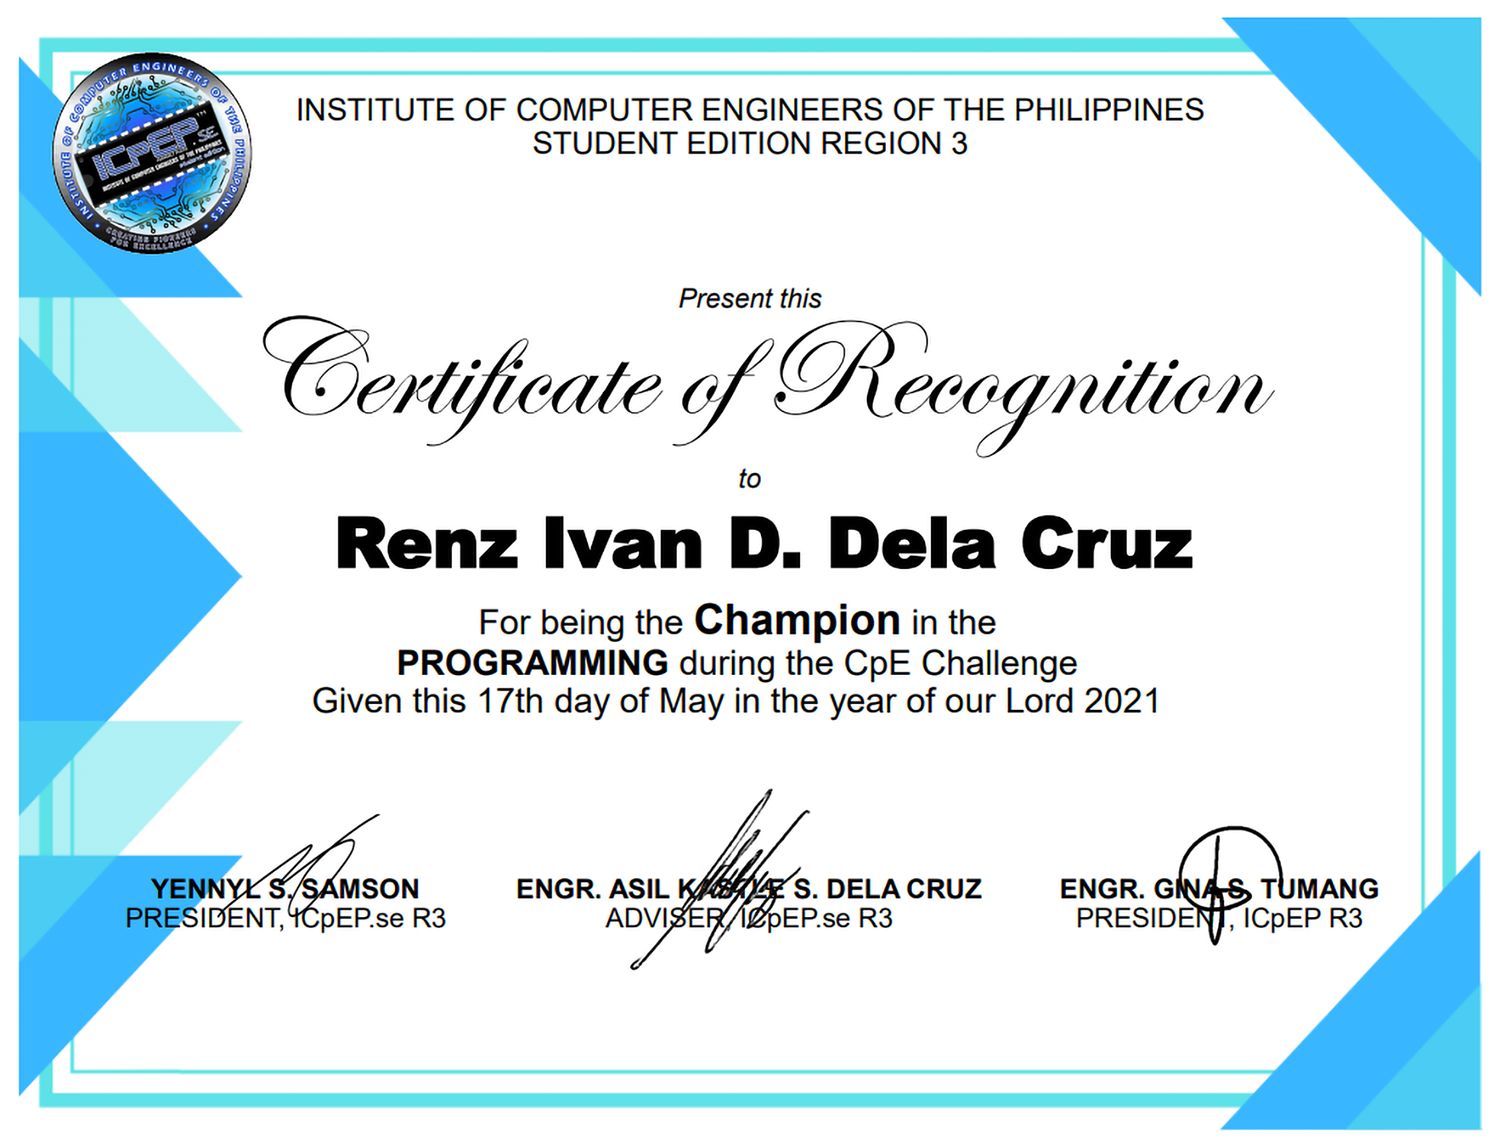 INSTITUTE OF COMPUTER ENGINEERS OF THE PHILIPPINES
ICpEP.SE™
INSTITUTE OF COMPUTER ENGINEERS OF THE PHILIPPINES
student edition
CREATING PIONEERS
FOR EXCELLENCE
INSTITUTE OF COMPUTER ENGINEERS OF THE PHILIPPINES
STUDENT EDITION REGION 3
Present this
Certificate of Recognition
to
Renz Ivan D. Dela Cruz
For being the Champion in the
PROGRAMMING during the CpE Challenge
Given this 17th day of May in the year of our Lord 2021
YENNYL S. SAMSON ENGR. ASIL KASTLE S. DELA CRUZ ENGR. GINA S. TUMANG
PRESIDENT, ICpEP.se R3 ADVISER, ICpEP.se R3 PRESIDENT, ICpEP R3